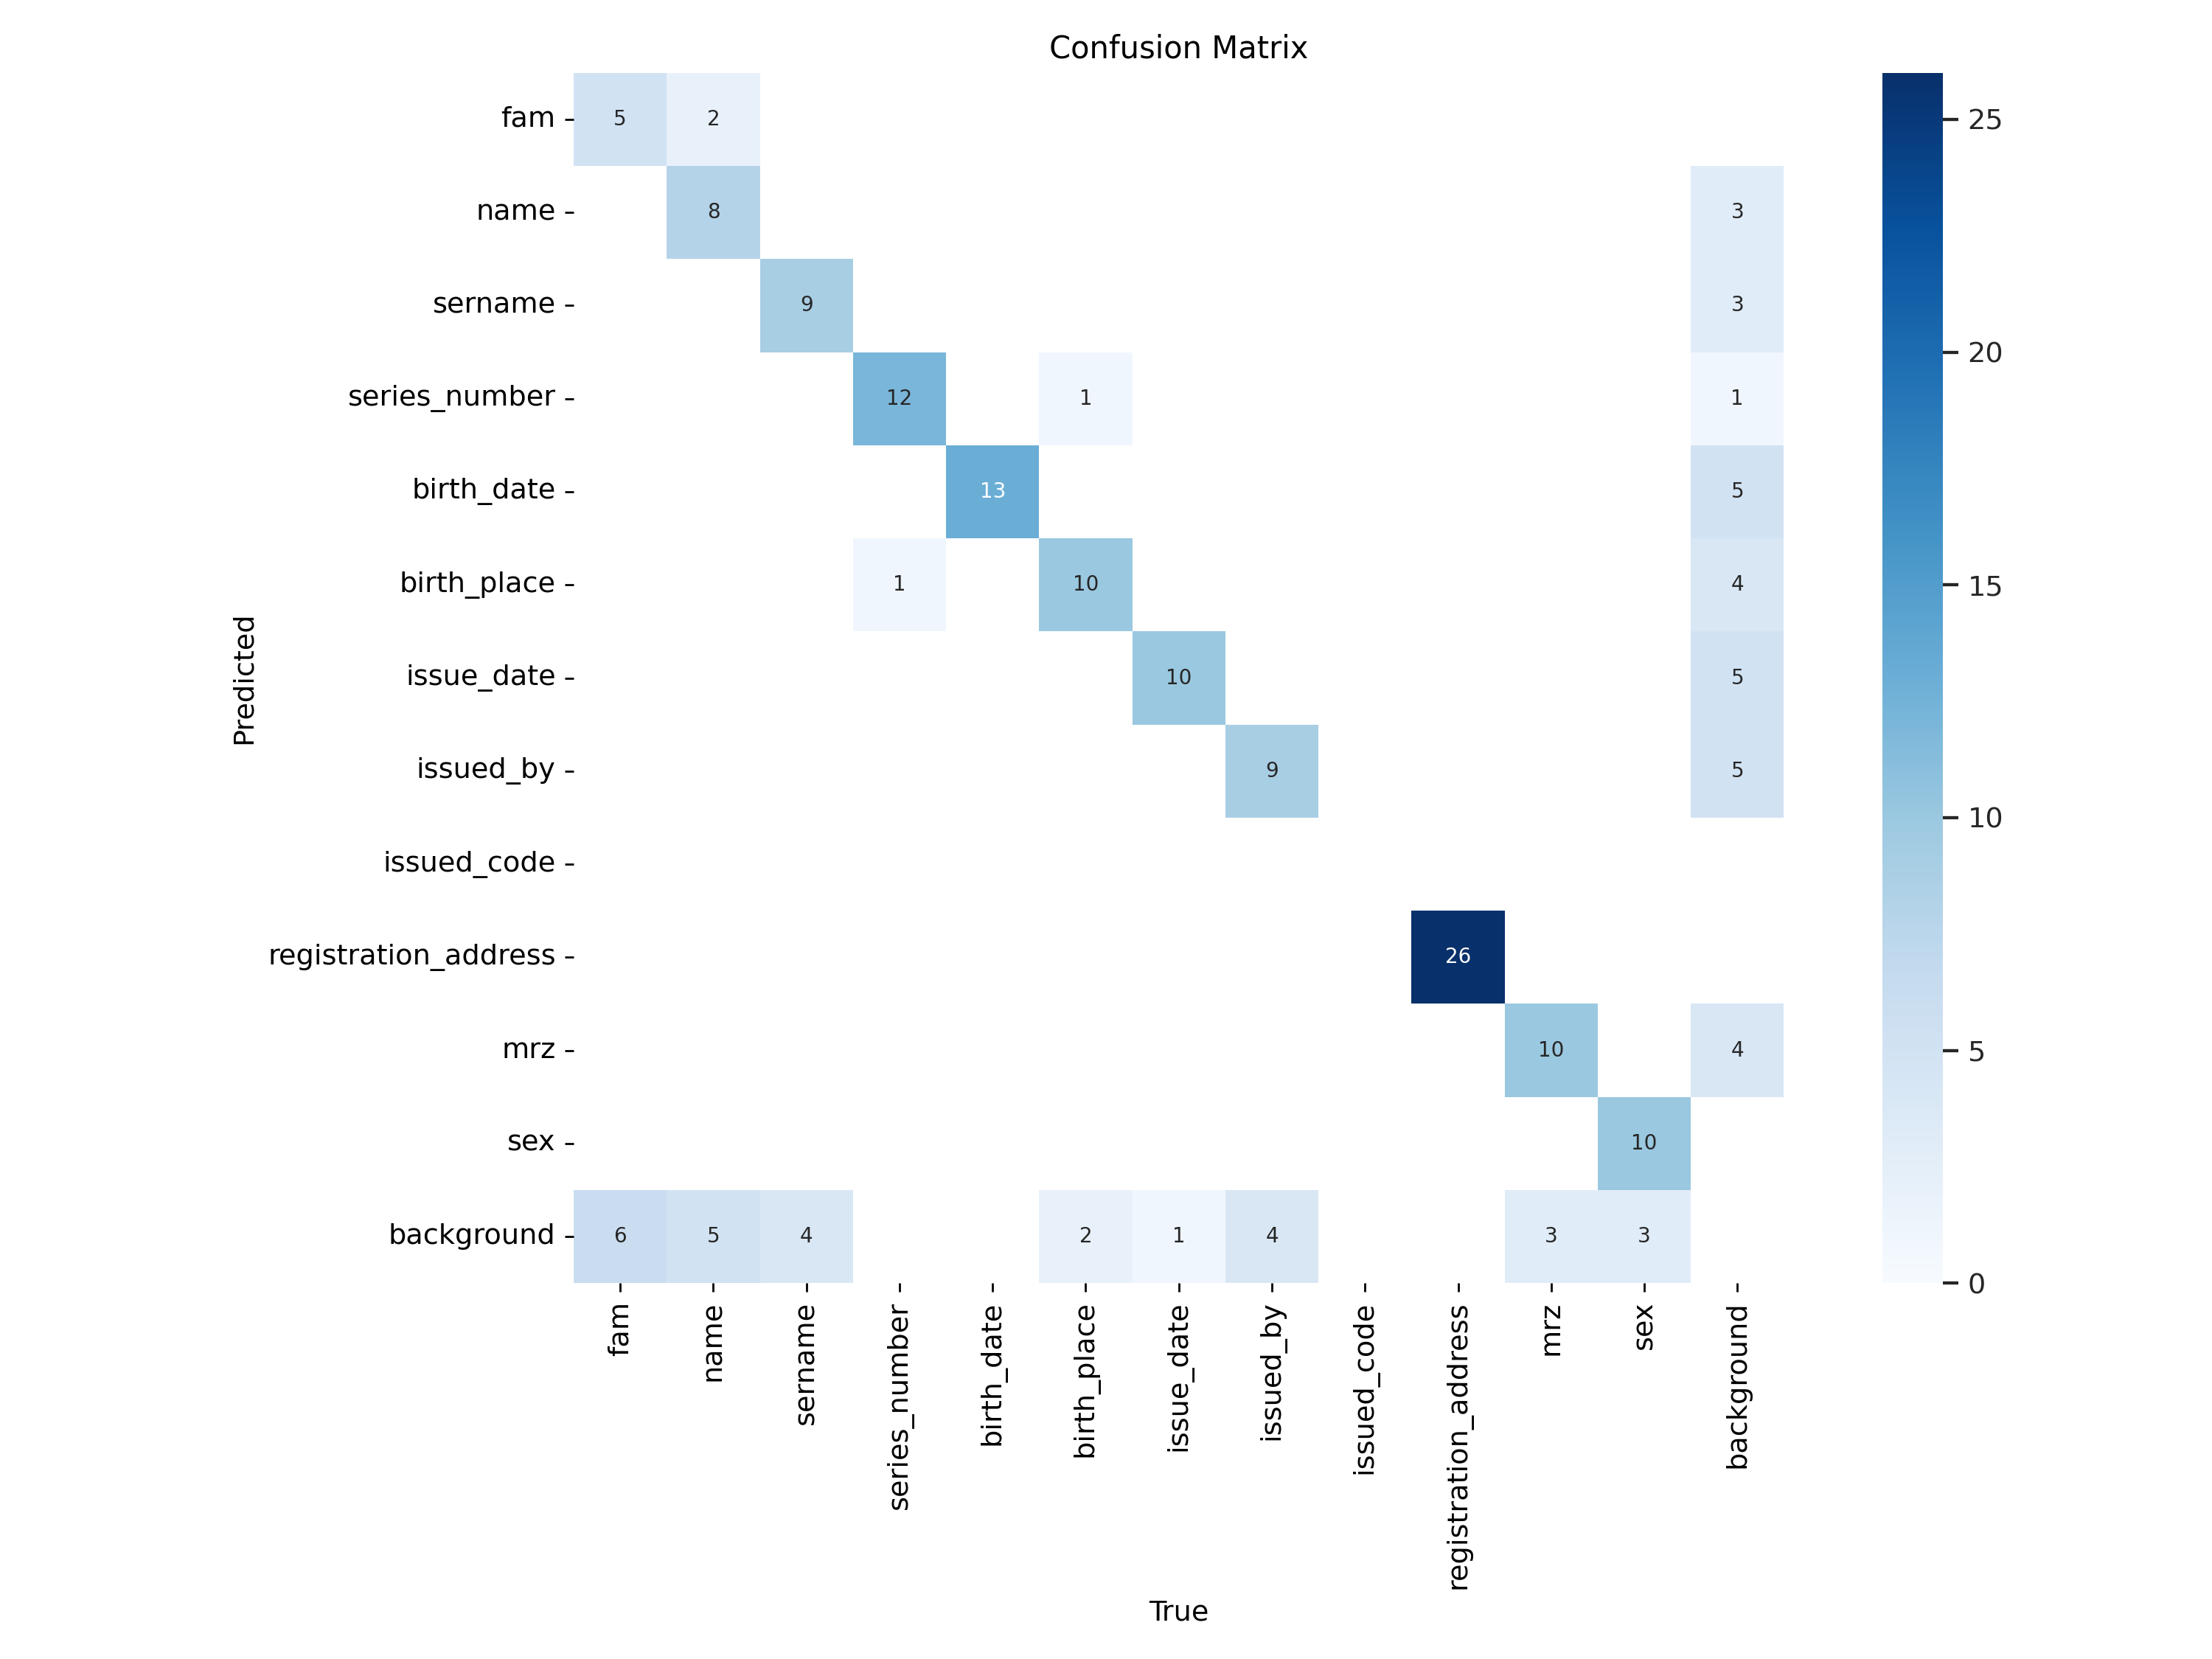 Confusion Matrix
fam 5 2
name 8 3
sername 9 3
series_number 12 1 1
birth_date 13 5
birth_place 1 10 4
issue_date 10 5
issued_by 9 5
issued_code
registration_address 26
mrz 10 4
sex 10
background 6 5 4 2 1 4 3 3
Predicted
fam
name
sername
series_number
birth_date
birth_place
issue_date
issued_by
issued_code
registration_address
mrz
sex
background
True
25
20
15
10
5
0